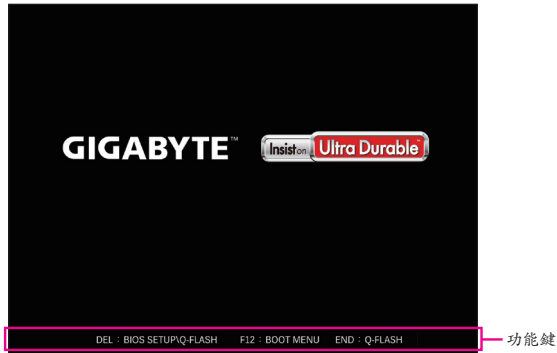 GIGABYTE™ Insist on Ultra Durable™
DEL：BIOS SETUP\Q-FLASH F12：BOOT MENU END：Q-FLASH
功能鍵